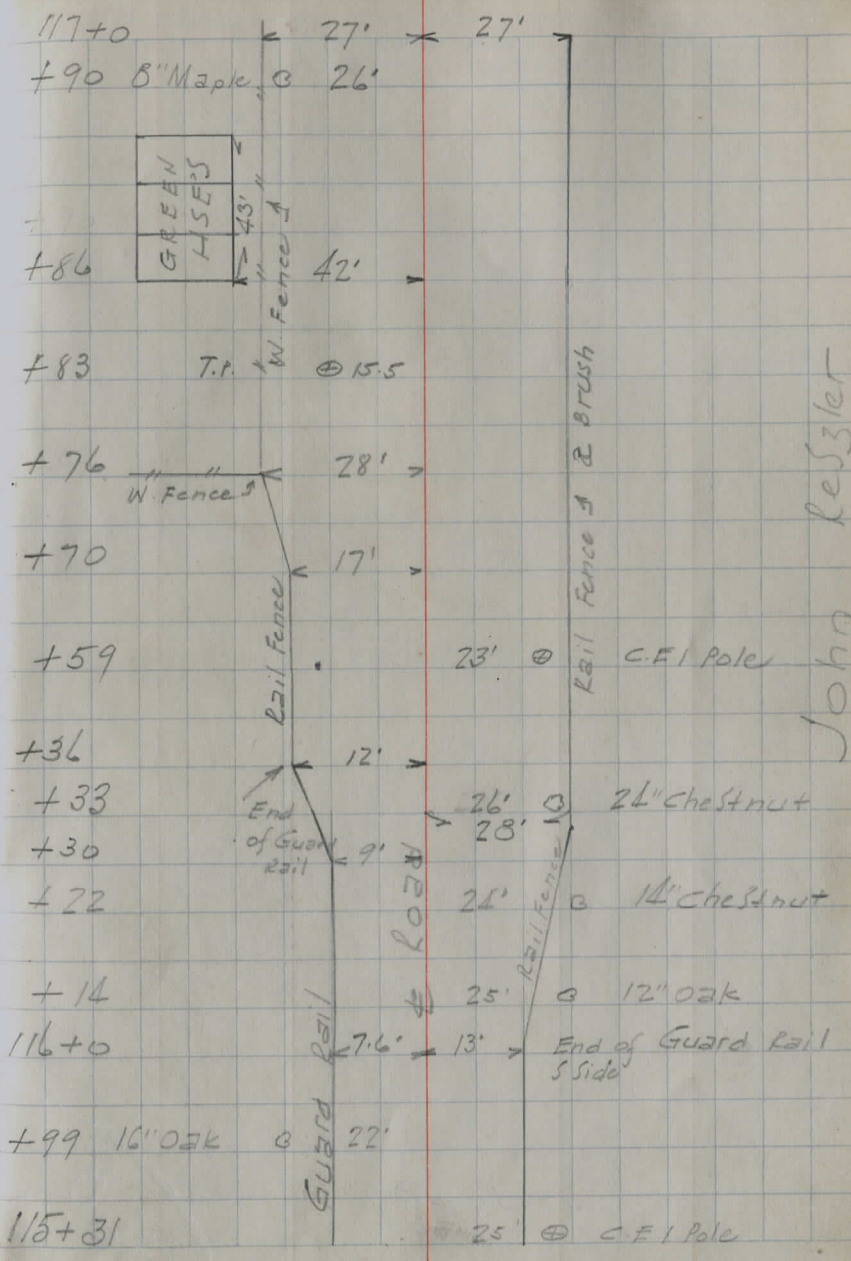 117+0 27' 27'
+90 8" Maple 26'
GREEN
HSE'S
43'
W. Fence
+86 42'
+83 T.P. 15.5
Rail Fence & Brush
John
+76 28'
W. Fence
+70 17'
Rail Fence
+59 23' C.E.I Pole
+36 12'
+33 26' 24" Chestnut
End
of Guard
Rail
28'
+30 9'
Rail Fence
+22 24' 14" Chestnut
℄ Road
+14 25' 12" Oak
116+0 7.6' 13' End of Guard Rail
S Side
Guard Rail
+99 16" Oak 22'
115+31 25' C.E.I Pole